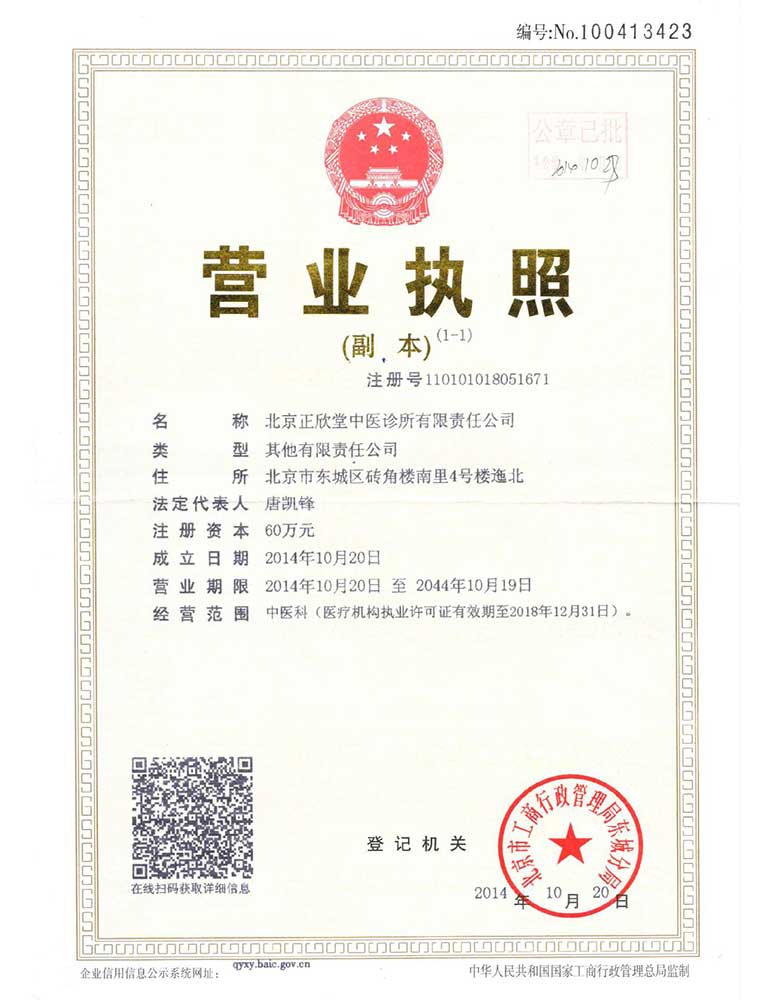 编号:No.100413423
公章已批
营业执照
(副 本)(1-1)
注册号110101018051671
名 称 北京正欣堂中医诊所有限责任公司
类 型 其他有限责任公司
住 所 北京市东城区砖角楼南里4号楼迤北
法定代表人 唐凯锋
注册资本 60万元
成立日期 2014年10月20日
营业期限 2014年10月20日 至 2044年10月19日
经营范围 中医科（医疗机构执业许可证有效期至2018年12月31日）。
在线扫码获取详细信息
登记机关
北京市工商行政管理局东城分局
2014 年 10 月 20 日
企业信用信息公示系统网址: qyxy.baic.gov.cn
中华人民共和国国家工商行政管理总局监制